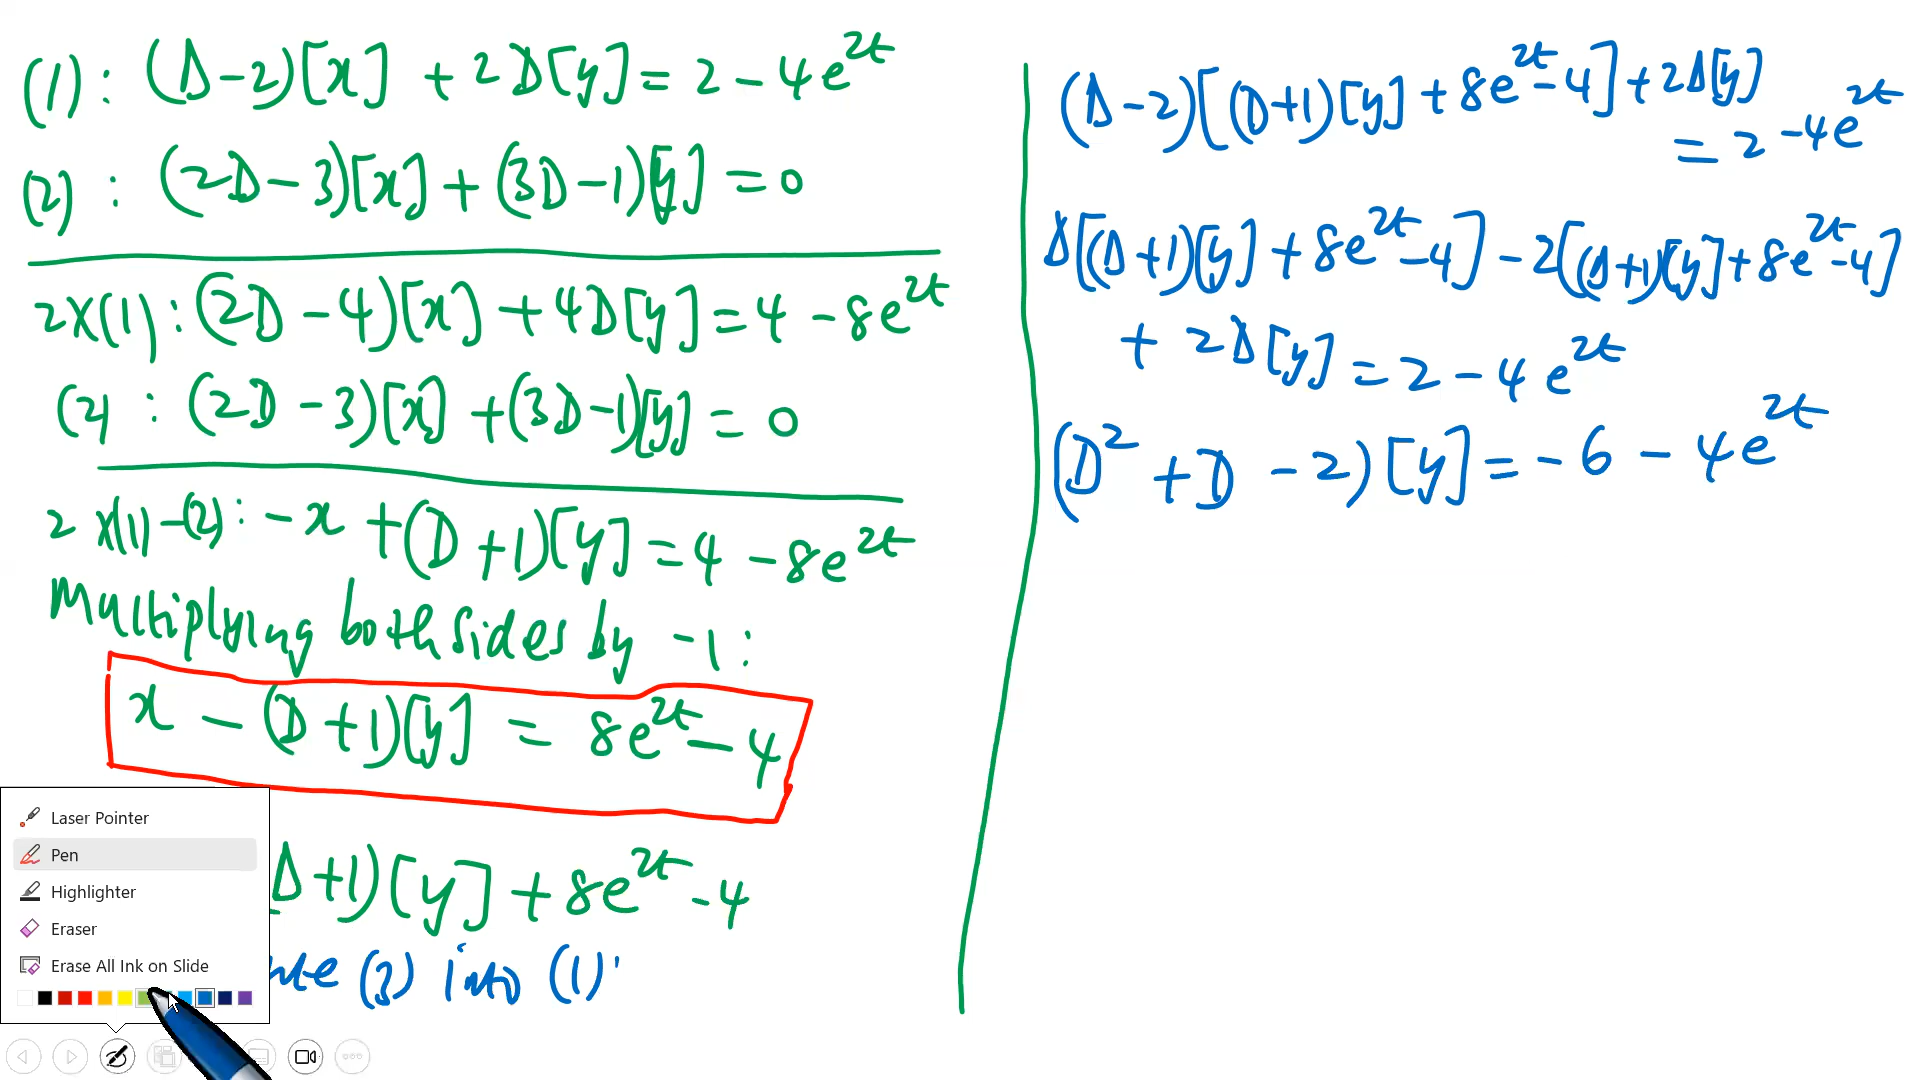 (1) : (D-2)[x] + 2D[y] = 2 - 4e^{2t}
(2) : (2D-3)[x] + (3D-1)[y] = 0
2X(1) : (2D-4)[x] + 4D[y] = 4 - 8e^{2t}
(2) : (2D-3)[x] + (3D-1)[y] = 0
2X(1)-(2): -x + (D+1)[y] = 4 - 8e^{2t}
Multiplying both sides by -1:
x - (D+1)[y] = 8e^{2t} - 4
D+1)[y] + 8e^{2t} - 4
(3) into (1)
(D-2)[(D+1)[y] + 8e^{2t} - 4] + 2D[y]
= 2 - 4e^{2t}
D[(D+1)[y] + 8e^{2t} - 4] - 2[(D+1)[y] + 8e^{2t} - 4]
+ 2D[y] = 2 - 4e^{2t}
(D^2 + D - 2)[y] = -6 - 4e^{2t}
Laser Pointer
Pen
Highlighter
Eraser
Erase All Ink on Slide